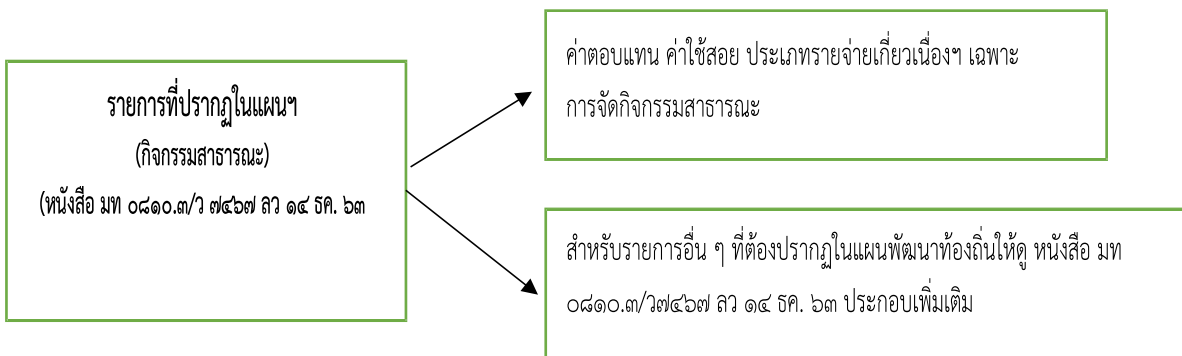 รายการที่ปรากฏในแผนฯ
(กิจกรรมสาธารณะ)
(หนังสือ มท ๐๘๑๐.๓/ว ๗๔๖๗ ลว ๑๔ ธค. ๖๓
ค่าตอบแทน ค่าใช้สอย ประเภทรายจ่ายเกี่ยวเนื่องฯ เฉพาะ
การจัดกิจกรรมสาธารณะ
สำหรับรายการอื่น ๆ ที่ต้องปรากฏในแผนพัฒนาท้องถิ่นให้ดู หนังสือ มท
๐๘๑๐.๓/ว๗๔๖๗ ลว ๑๔ ธค. ๖๓ ประกอบเพิ่มเติม